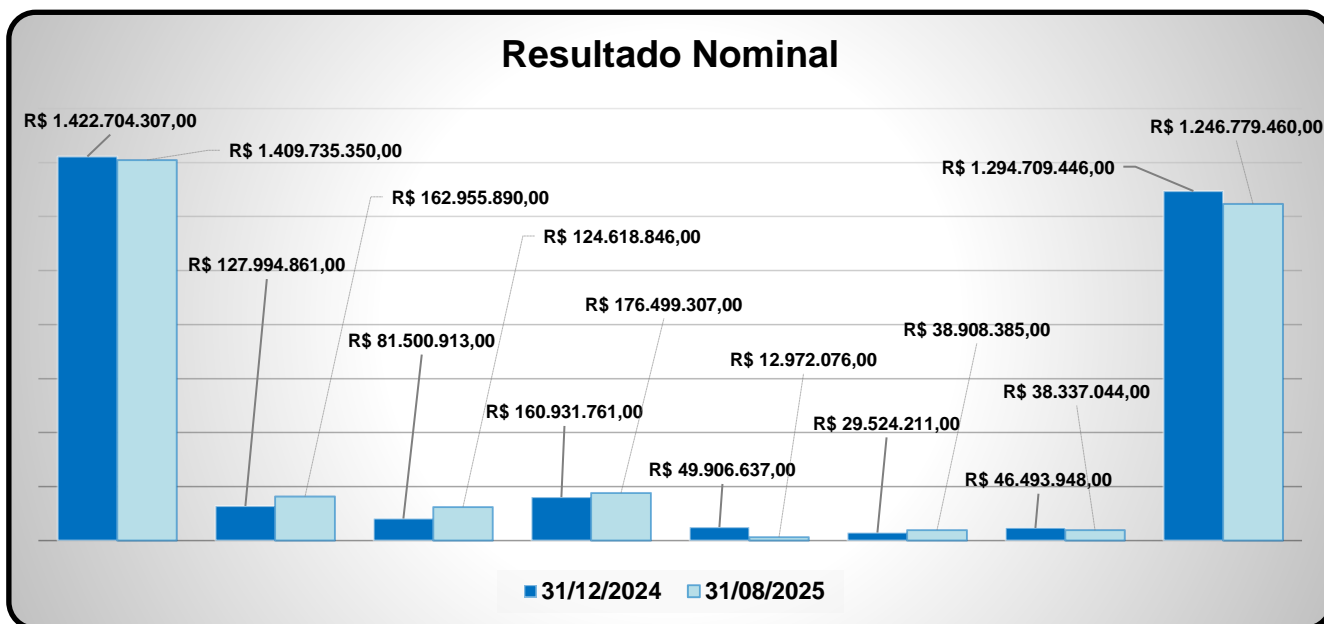 Resultado Nominal
R$ 1.422.704.307,00
R$ 1.409.735.350,00
R$ 127.994.861,00
R$ 162.955.890,00
R$ 81.500.913,00
R$ 124.618.846,00
R$ 160.931.761,00
R$ 176.499.307,00
R$ 49.906.637,00
R$ 12.972.076,00
R$ 29.524.211,00
R$ 38.908.385,00
R$ 46.493.948,00
R$ 38.337.044,00
R$ 1.294.709.446,00
R$ 1.246.779.460,00
31/12/2024
31/08/2025